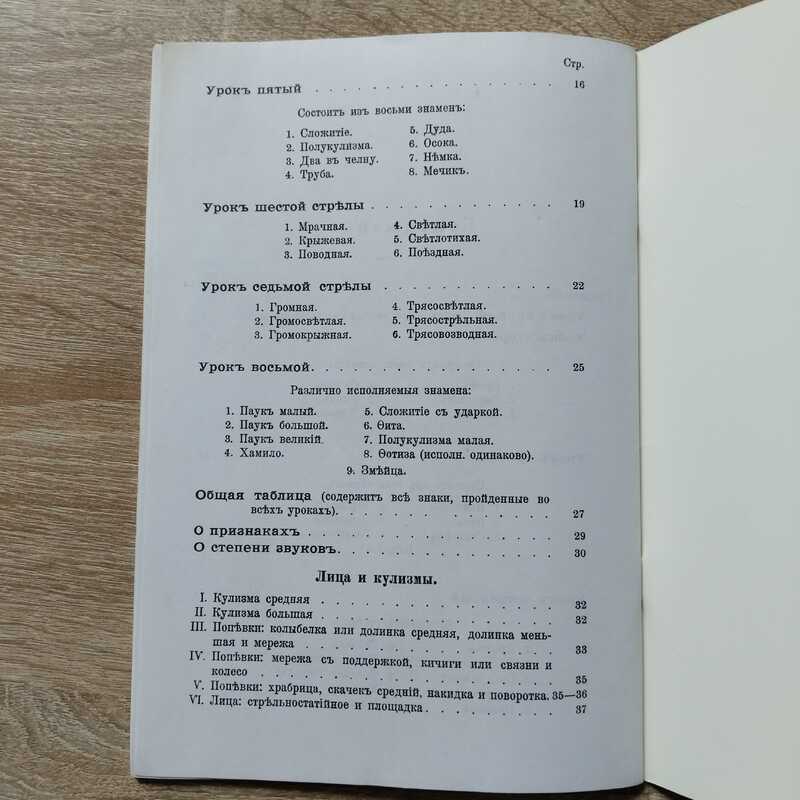 Стр.
Урокъ пятый . . . . . . . . . . . . . . . . 16
Состоитъ изъ восьми знаменъ:
1. Сложитіе. 5. Дуда.
2. Полукулизма. 6. Осока.
3. Два въ челну. 7. Нѣмка.
4. Труба. 8. Мечикъ.
Урокъ шестой стрѣлы . . . . . . . . . . . . 19
1. Мрачная. 4. Свѣтлая.
2. Крыжевая. 5. Свѣтлотихая.
3. Поводная. 6. Поѣздная.
Урокъ седьмой стрѣлы . . . . . . . . . . . . 22
1. Громная. 4. Трясосвѣтлая.
2. Громосвѣтлая. 5. Трясострѣльная.
3. Громокрыжная. 6. Трясовозводная.
Урокъ восьмой. . . . . . . . . . . . . . . . 25
Различно исполняемыя знамена:
1. Паукъ малый. 5. Сложитіе съ ударкой.
2. Паукъ большой. 6. Ѳита.
3. Паукъ великій. 7. Полукулизма малая.
4. Хамило. 8. Ѳотиза (исполн. одинаково).
9. Змѣйца.
Общая таблица (содержитъ всѣ знаки, пройденные во
всѣхъ урокахъ). . . . . . . . . . . . . . 27
О признакахъ . . . . . . . . . . . . . . . . 29
О степени звуковъ. . . . . . . . . . . . . . 30
Лица и кулизмы.
I. Кулизма средняя . . . . . . . . . . . . . 32
II. Кулизма большая . . . . . . . . . . . . . 32
III. Попѣвки: колыбелка или долинка средняя, долинка мень-
шая и мережа . . . . . . . . . . . . . . 33
IV. Попѣвки: мережа съ поддержкой, кичиги или связни и
колесо . . . . . . . . . . . . . . . . . 35
V. Попѣвки: храбрица, скачекъ средній, накидка и поворотка. 35—36
VI. Лица: стрѣльностатійное и площадка . . . . . . . 37